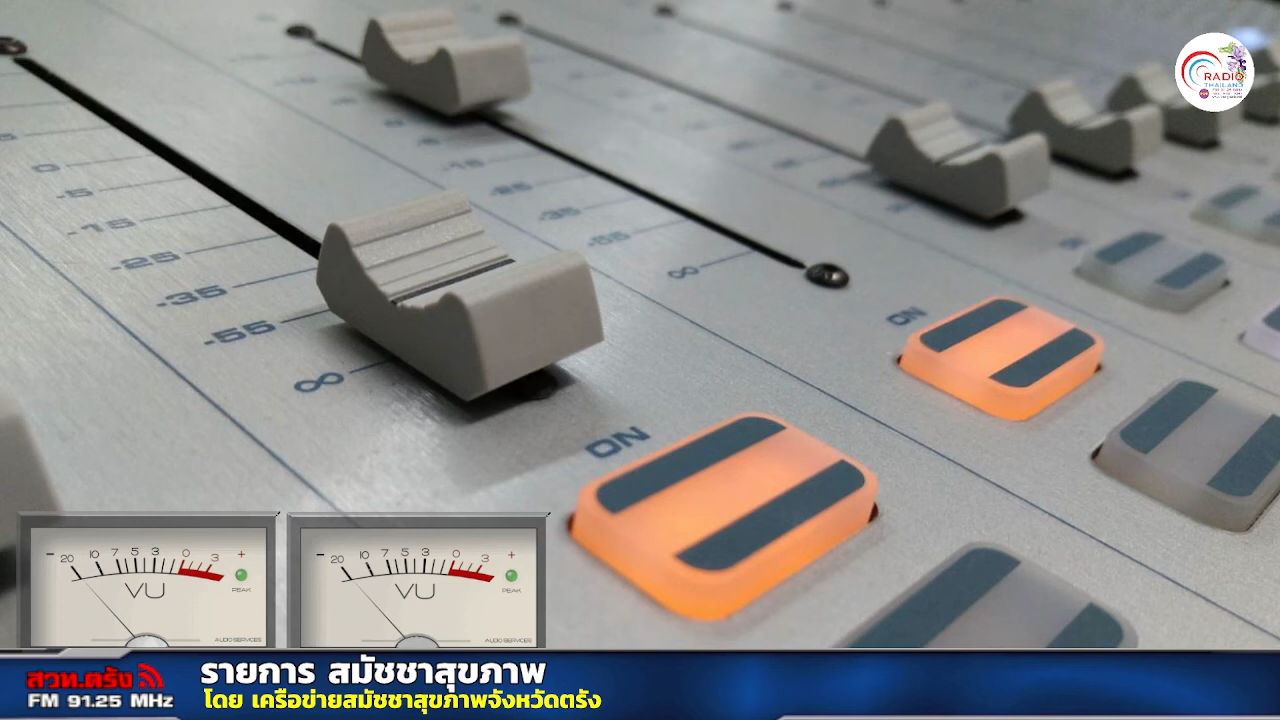 RADIO
THAILAND
0
-5
-15
-25
-35
-55
∞
-15
-25
-35
-55
∞
ON
ON
- 20 10 7 5 3 0 3 +
VU
PEAK
AUDIO SERVICES
- 20 10 7 5 3 0 3 +
VU
PEAK
AUDIO SERVICES
สวท.ตรัง
FM 91.25 MHz
รายการ สมัชชาสุขภาพ
โดย เครือข่ายสมัชชาสุขภาพจังหวัดตรัง